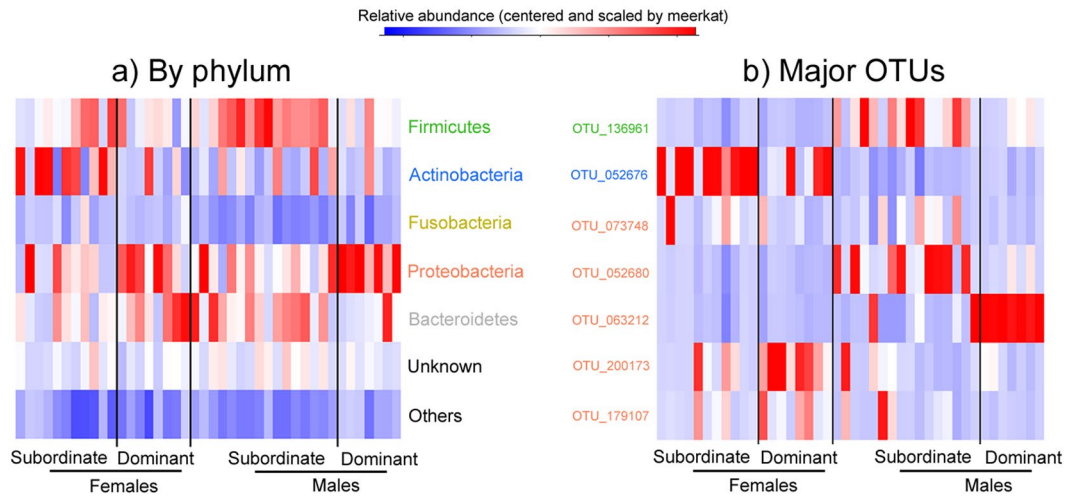 Relative abundance (centered and scaled by meerkat)
a) By phylum
b) Major OTUs
Firmicutes
Actinobacteria
Fusobacteria
Proteobacteria
Bacteroidetes
Unknown
Others
OTU_136961
OTU_052676
OTU_073748
OTU_052680
OTU_063212
OTU_200173
OTU_179107
Subordinate Dominant Subordinate Dominant
Females Males
Subordinate Dominant Subordinate Dominant
Females Males